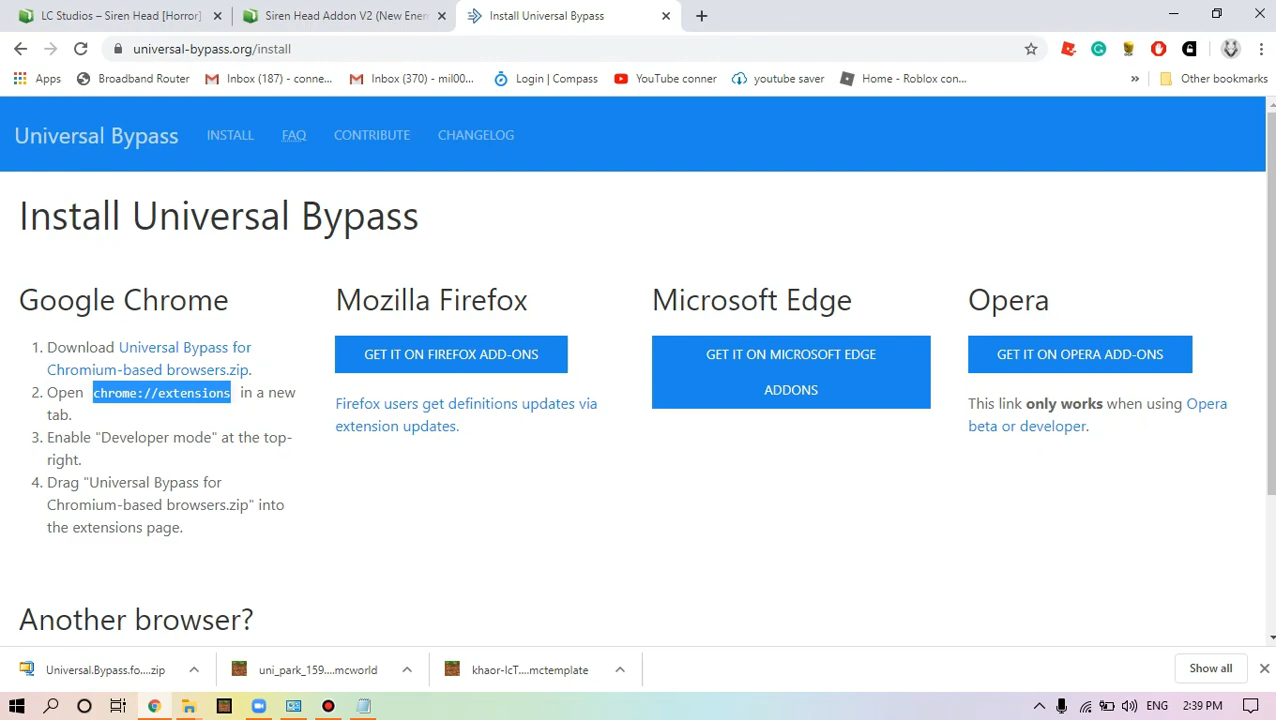 LC Studios – Siren Head [Horror]
Siren Head Addon V2 (New Enem
Install Universal Bypass
universal-bypass.org/install
Apps
Broadband Router
Inbox (187) - conne...
Inbox (370) - mil00...
Login | Compass
YouTube conner
youtube saver
Home - Roblox con...
»
Other bookmarks
Universal Bypass
INSTALL
FAQ
CONTRIBUTE
CHANGELOG
Install Universal Bypass
Google Chrome
1. Download Universal Bypass for
Chromium-based browsers.zip.
2. Open chrome://extensions in a new
tab.
3. Enable "Developer mode" at the top-
right.
4. Drag "Universal Bypass for
Chromium-based browsers.zip" into
the extensions page.
Mozilla Firefox
GET IT ON FIREFOX ADD-ONS
Firefox users get definitions updates via
extension updates.
Microsoft Edge
GET IT ON MICROSOFT EDGE
ADDONS
Opera
GET IT ON OPERA ADD-ONS
This link only works when using Opera
beta or developer.
Another browser?
Universal.Bypass.fo....zip
uni_park_159....mcworld
khaor-lcT....mctemplate
Show all
ENG
2:39 PM